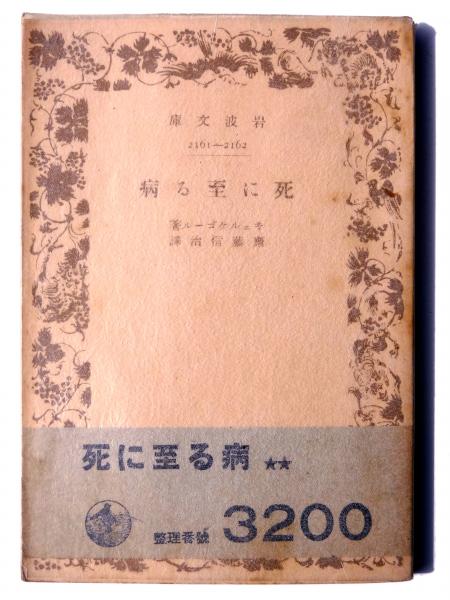 庫文波岩
2161—2162
病る至に死
著ルーゴケルェキ
譯治信藤齋
死に至る病 ★★
整理番號 3200